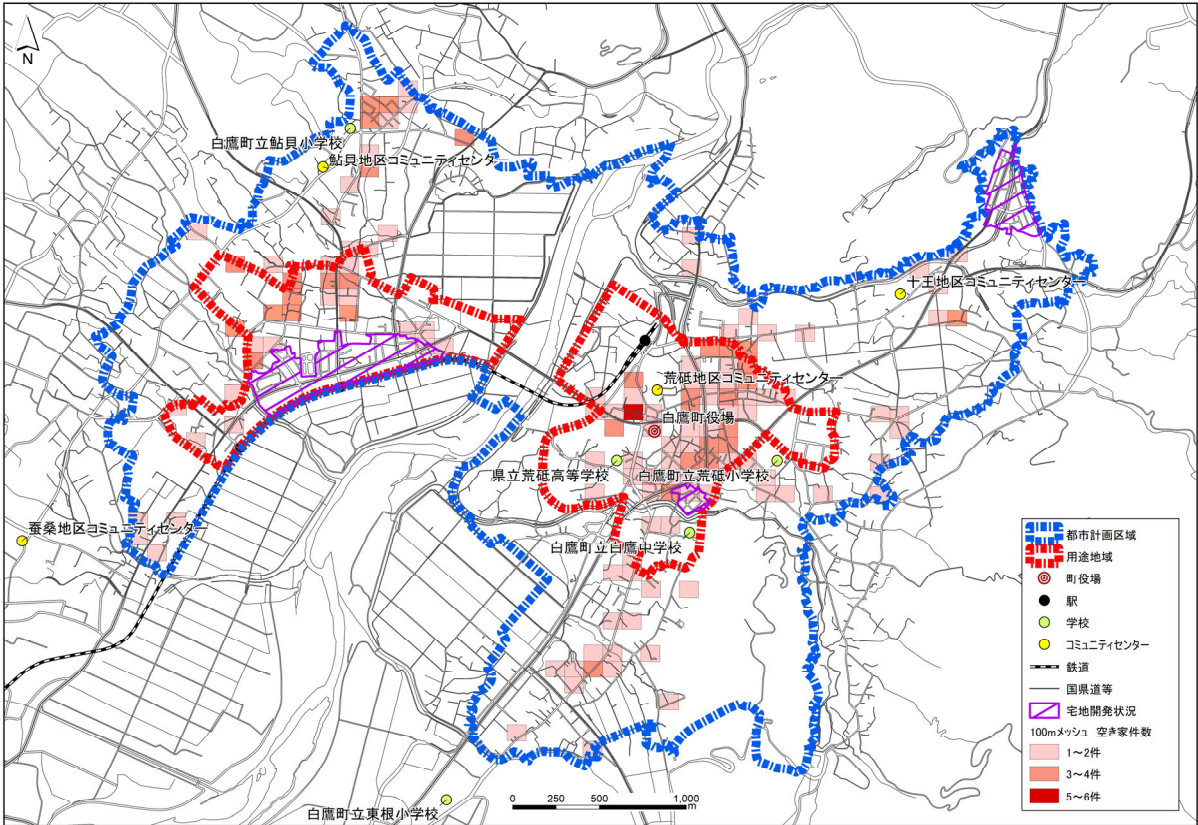 N
白鷹町立鮎貝小学校
鮎貝地区コミュニティセンタ
十王地区コミュニティセンター
荒砥地区コミュニティセンター
白鷹町役場
県立荒砥高等学校
白鷹町立荒砥小学校
蚕桑地区コミュニティセンター
白鷹町立白鷹中学校
白鷹町立東根小学校
0 250 500 1,000
m
都市計画区域
用途地域
町役場
駅
学校
コミュニティセンター
鉄道
国県道等
宅地開発状況
100mメッシュ 空き家件数
1～2件
3～4件
5～6件